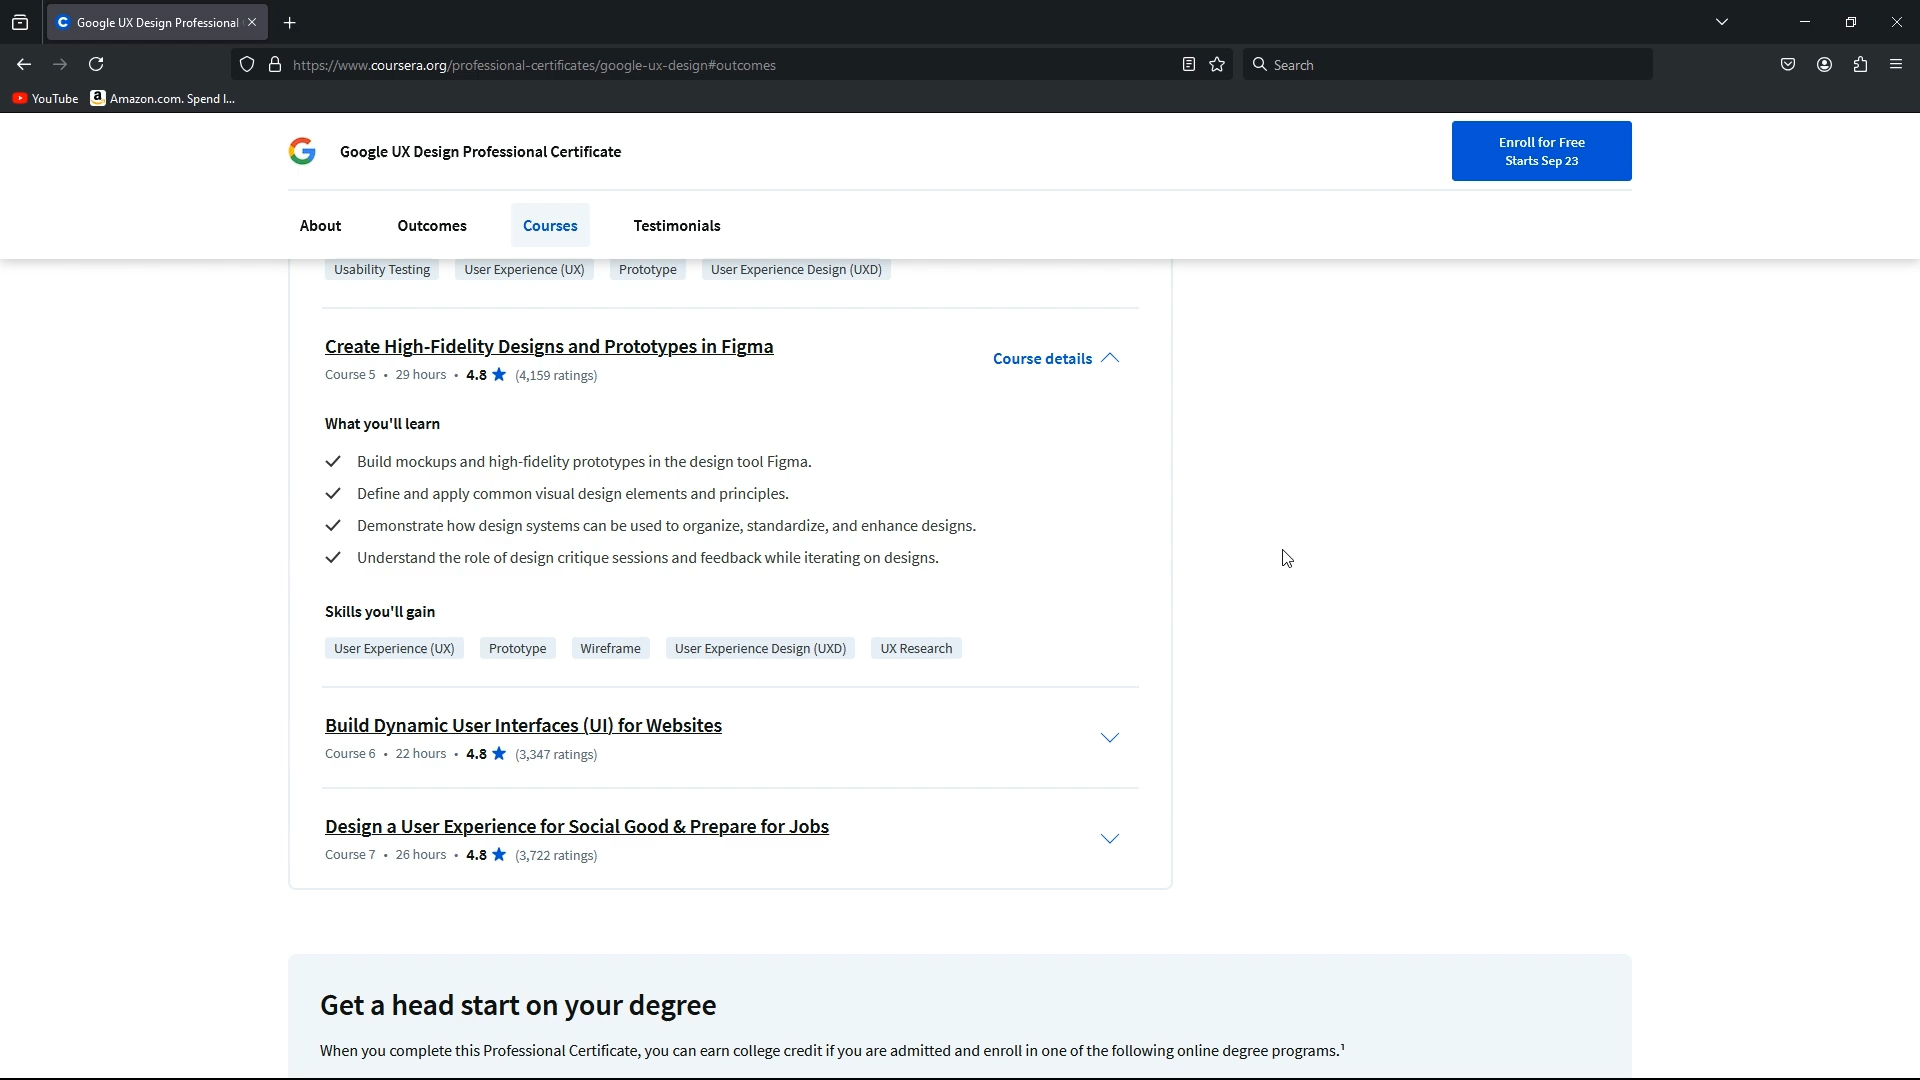 Google UX Design Professional
YouTube
Amazon.com. Spend l...
https://www.coursera.org/professional-certificates/google-ux-design#outcomes
Search
Google UX Design Professional Certificate
Enroll for Free
Starts Sep 23
About
Outcomes
Courses
Testimonials
Usability Testing
User Experience (UX)
Prototype
User Experience Design (UXD)
Create High-Fidelity Designs and Prototypes in Figma
Course details
Course 5 • 29 hours • 4.8 (4,159 ratings)
What you'll learn
Build mockups and high-fidelity prototypes in the design tool Figma.
Define and apply common visual design elements and principles.
Demonstrate how design systems can be used to organize, standardize, and enhance designs.
Understand the role of design critique sessions and feedback while iterating on designs.
Skills you'll gain
User Experience (UX)
Prototype
Wireframe
User Experience Design (UXD)
UX Research
Build Dynamic User Interfaces (UI) for Websites
Course 6 • 22 hours • 4.8 (3,347 ratings)
Design a User Experience for Social Good & Prepare for Jobs
Course 7 • 26 hours • 4.8 (3,722 ratings)
Get a head start on your degree
When you complete this Professional Certificate, you can earn college credit if you are admitted and enroll in one of the following online degree programs.¹